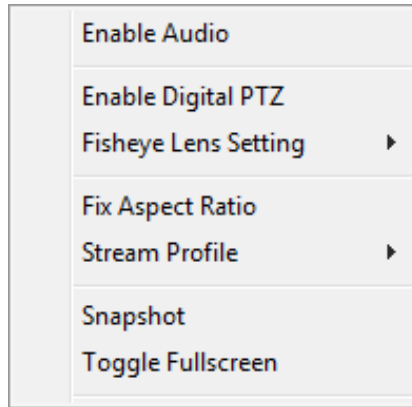 Enable Audio
Enable Digital PTZ
Fisheye Lens Setting
Fix Aspect Ratio
Stream Profile
Snapshot
Toggle Fullscreen